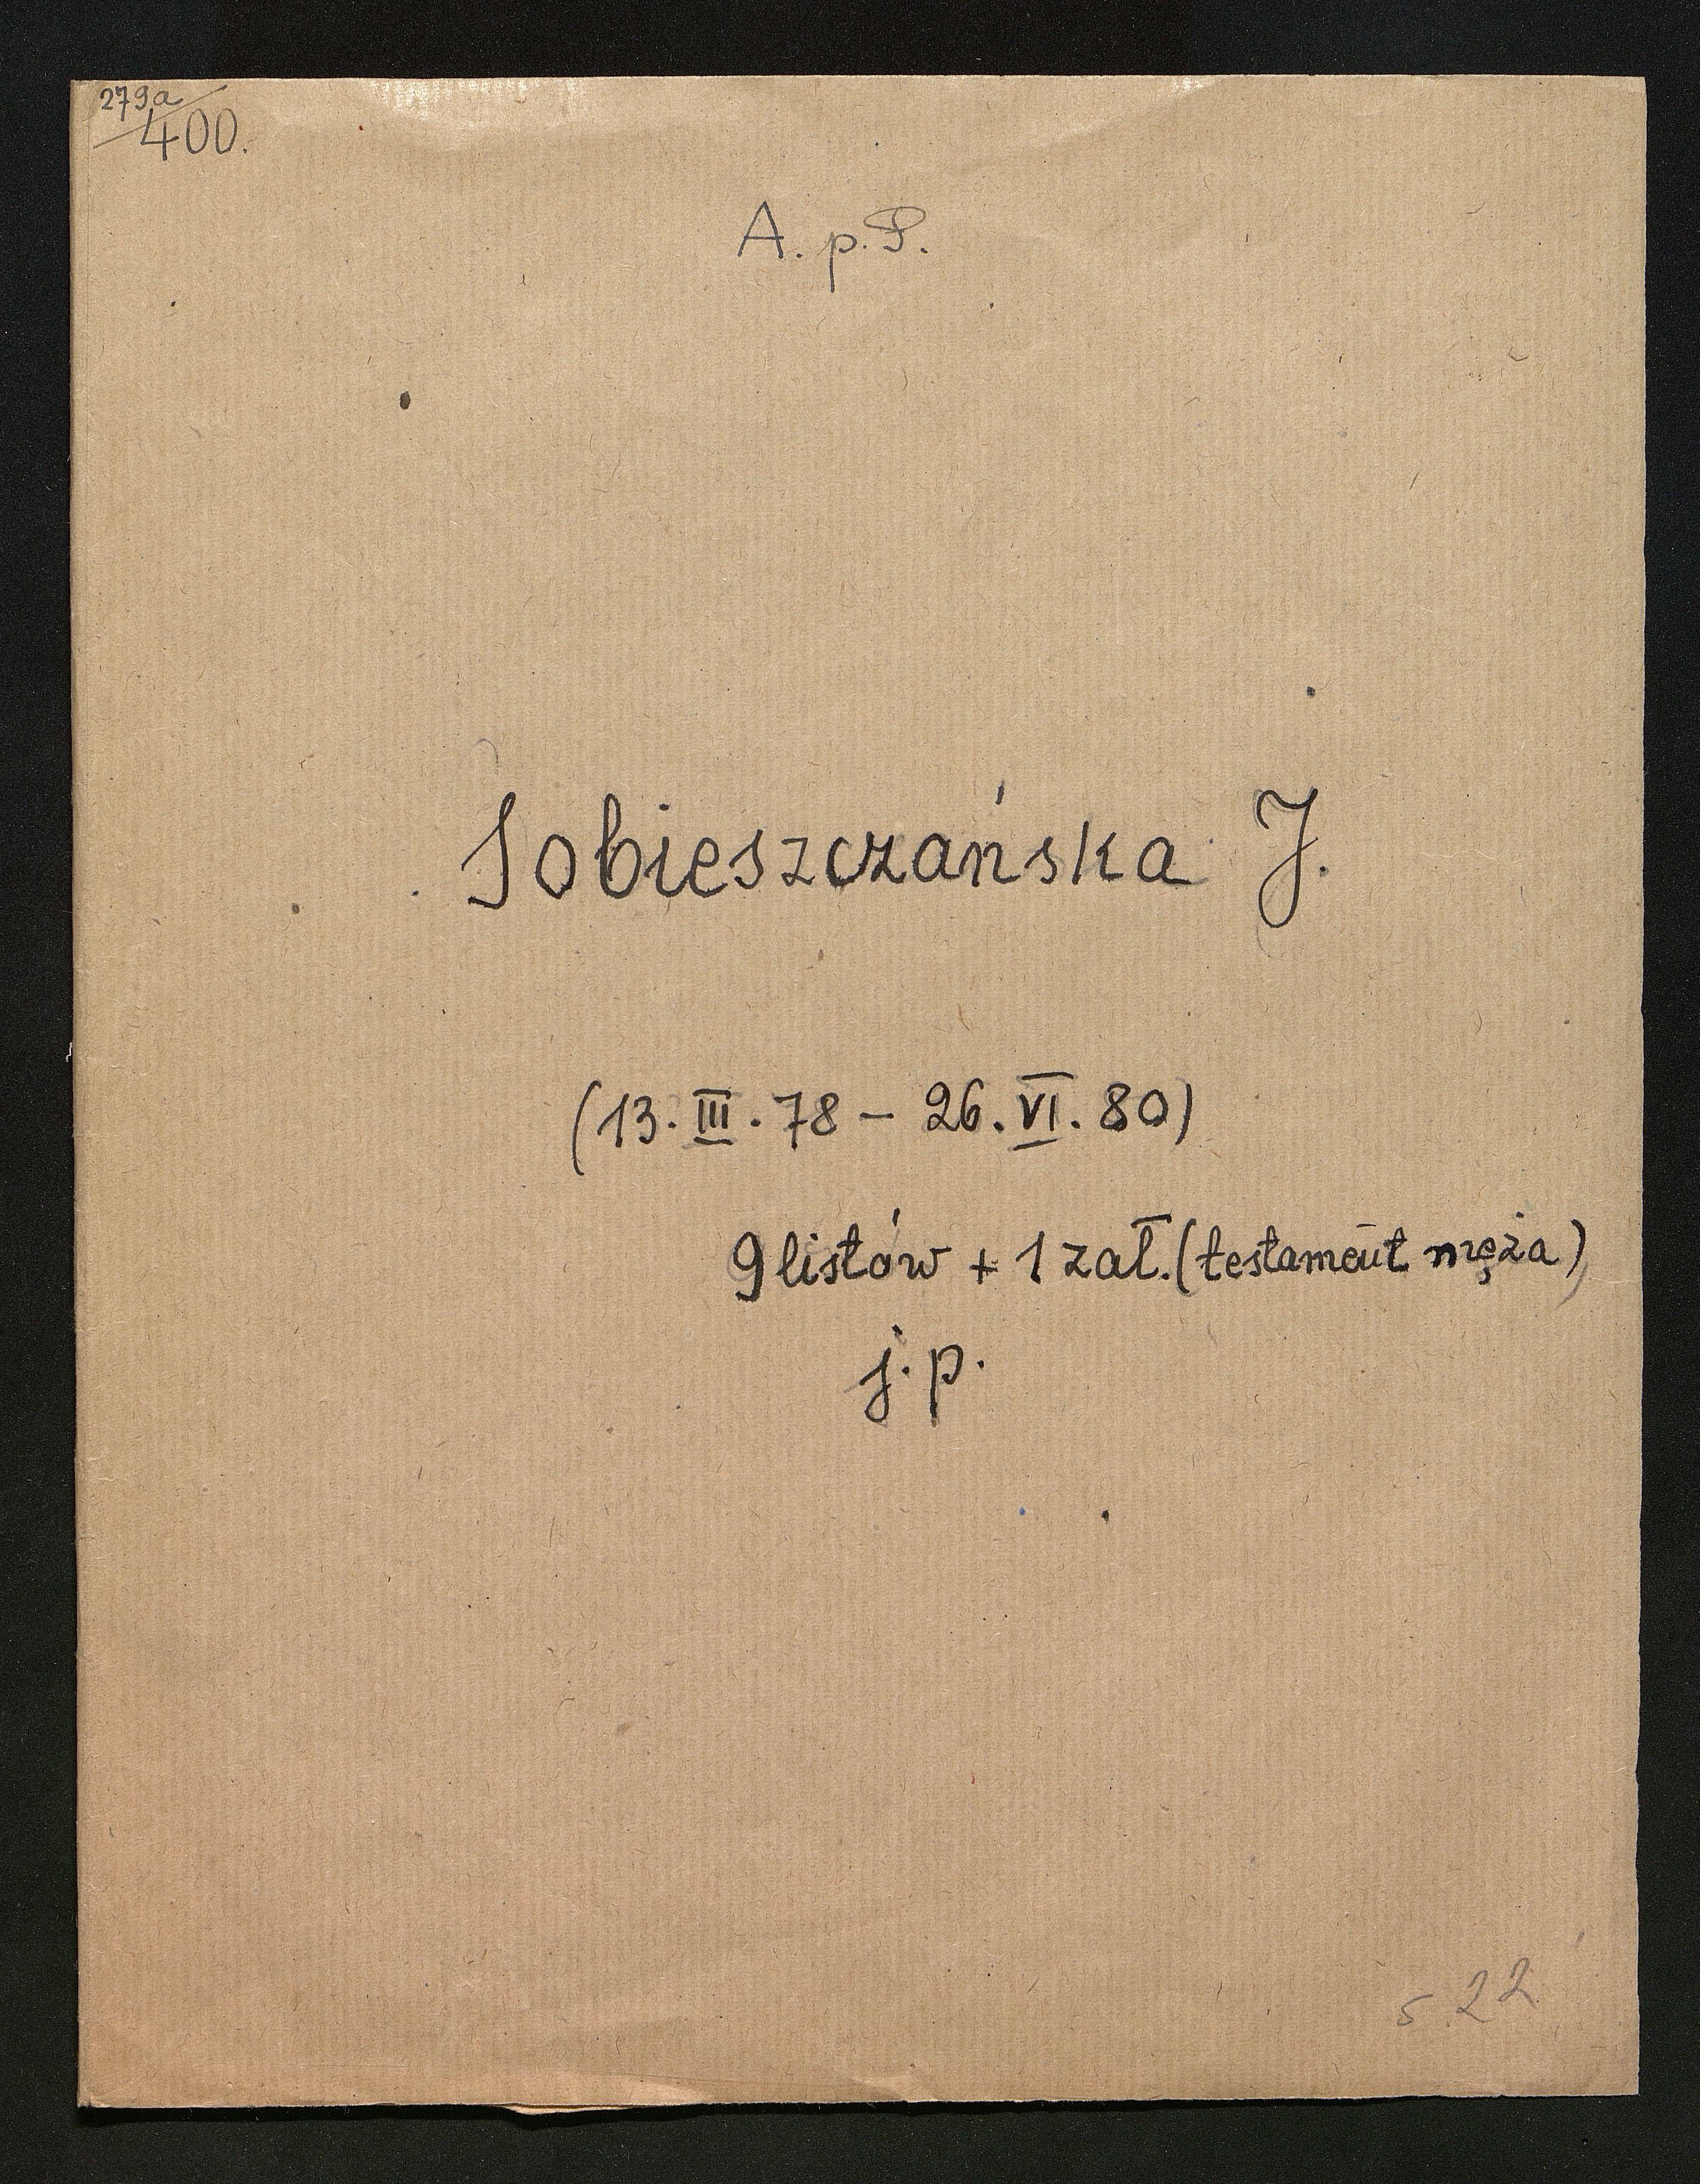 279a
400.
A. p. P.
Sobieszczańska J.
(13. III. 78 – 26. VI. 80)
9 listów + 1 zał. (testament męża)
j. p.
s. 22